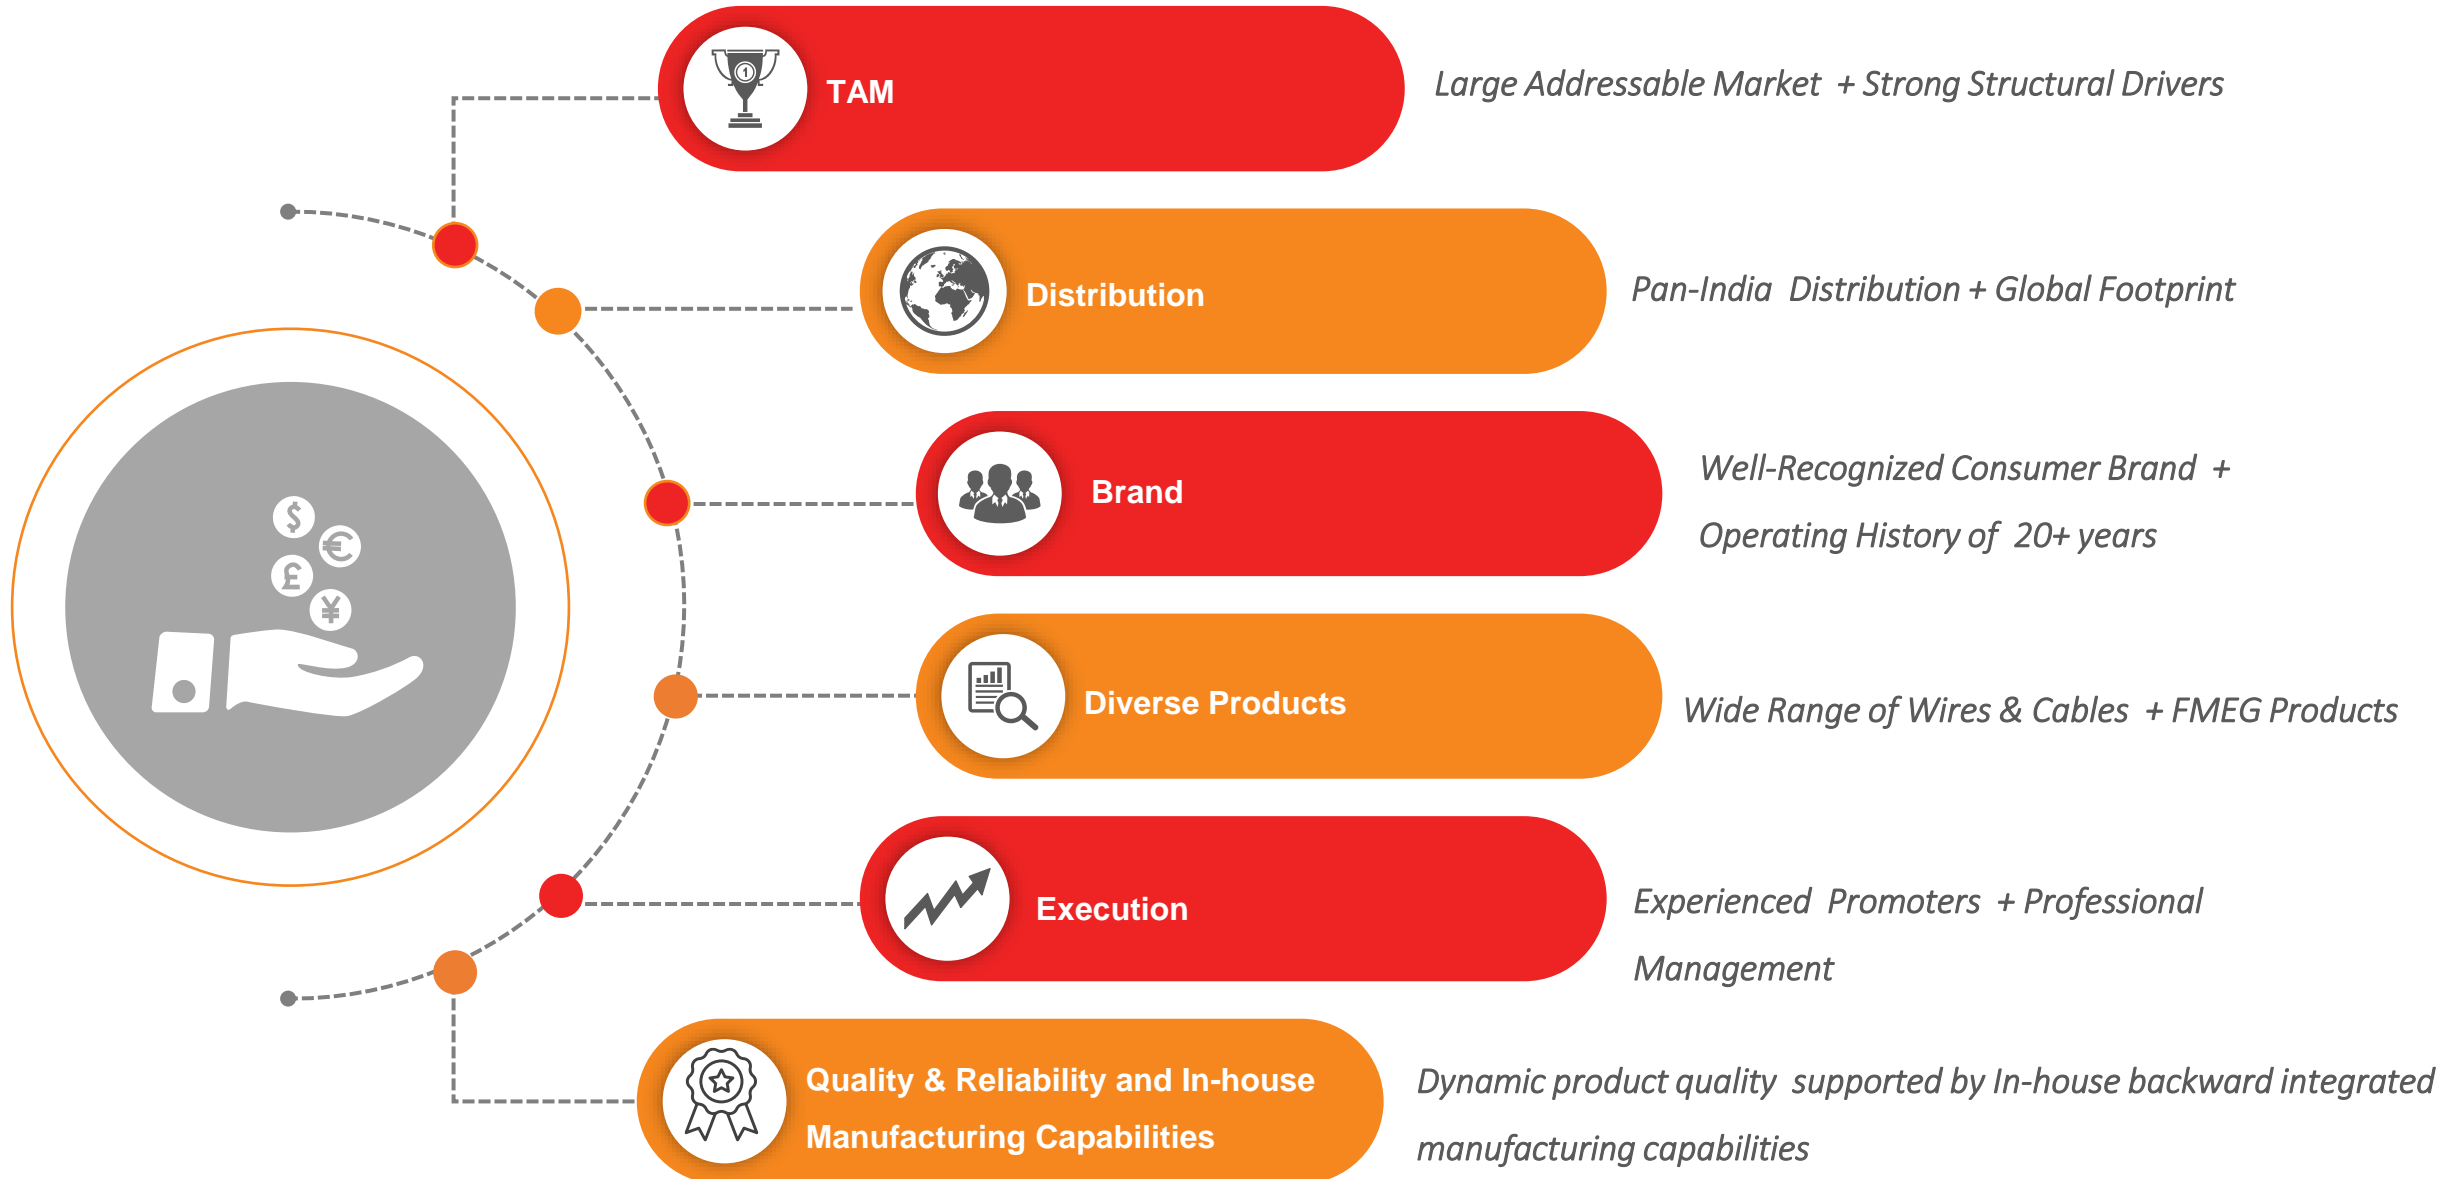 TAM
Large Addressable Market + Strong Structural Drivers
Distribution
Pan-India Distribution + Global Footprint
Brand
Well-Recognized Consumer Brand +
Operating History of 20+ years
Diverse Products
Wide Range of Wires & Cables + FMEG Products
Execution
Experienced Promoters + Professional
Management
Quality & Reliability and In-house
Manufacturing Capabilities
Dynamic product quality supported by In-house backward integrated
manufacturing capabilities
1
$
€
£
¥